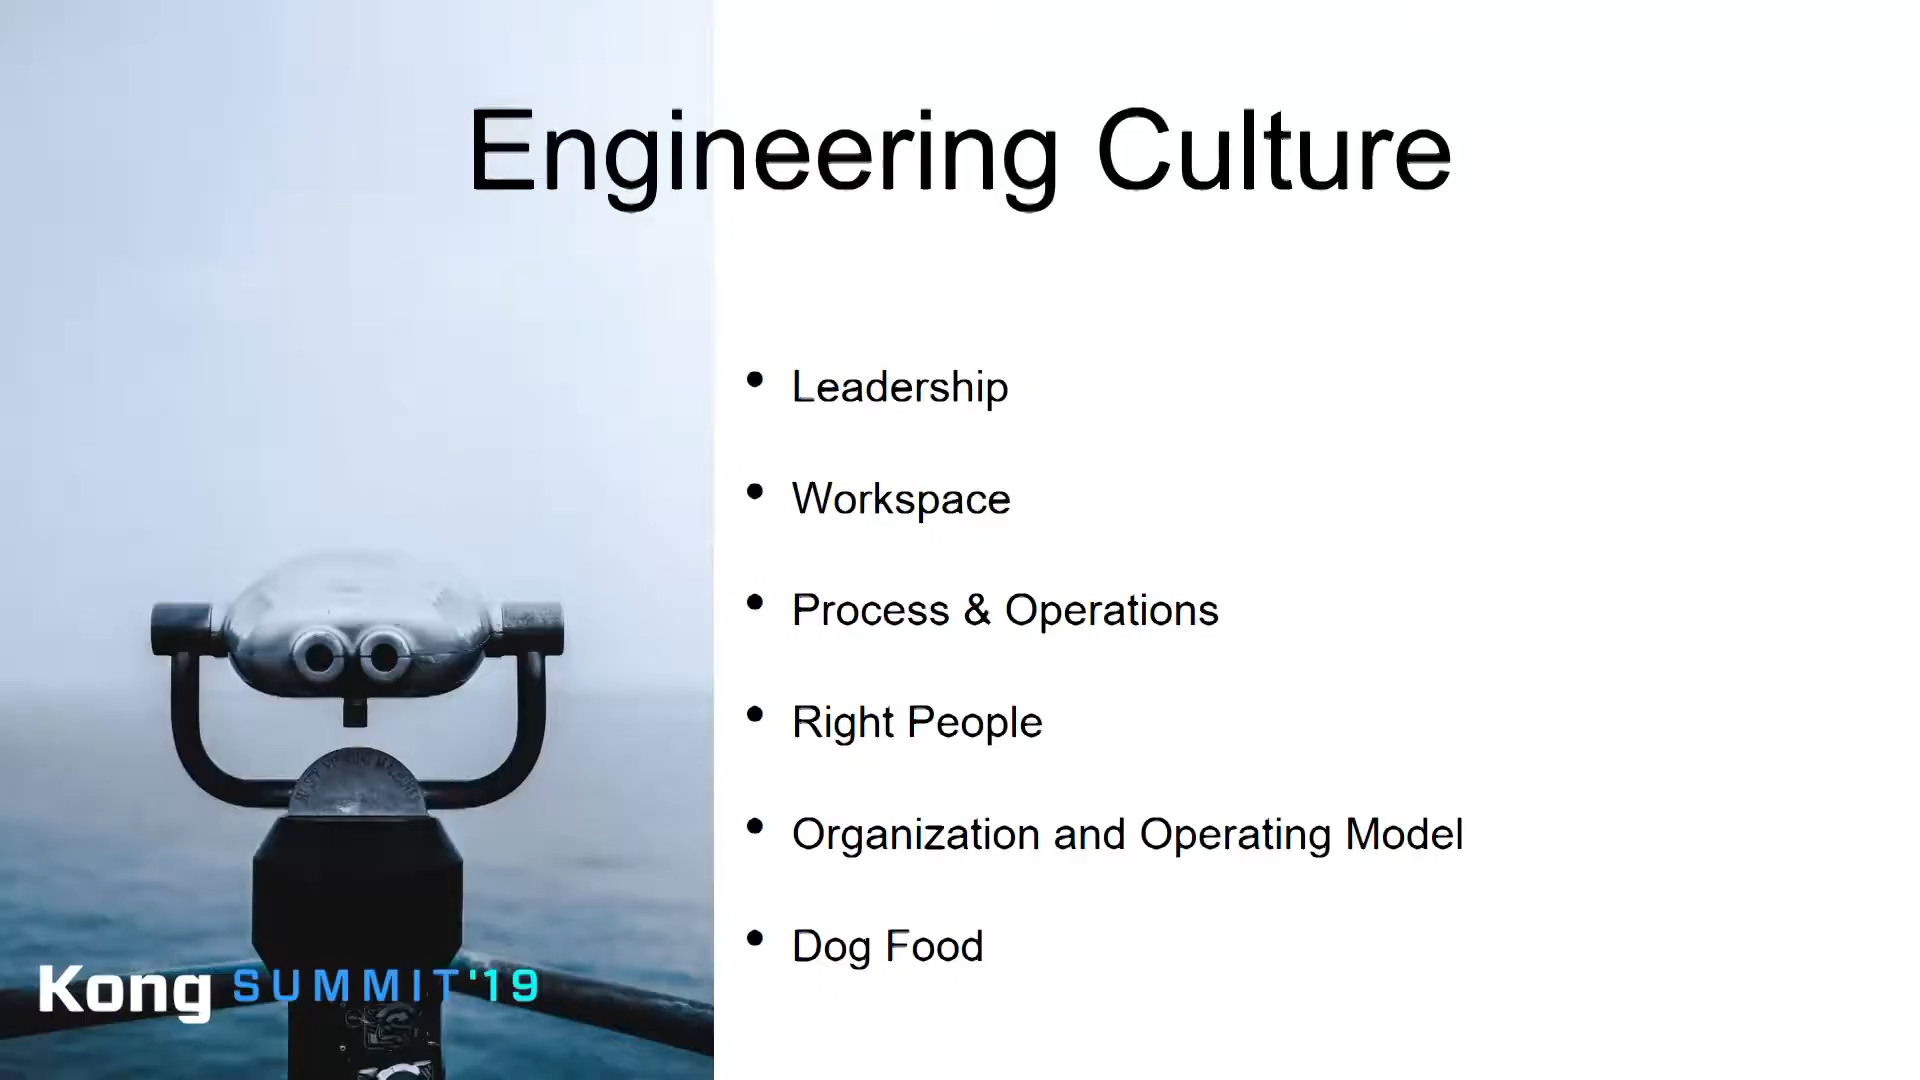 Engineering Culture
• Leadership
• Workspace
• Process & Operations
• Right People
• Organization and Operating Model
• Dog Food
Kong SUMMIT'19